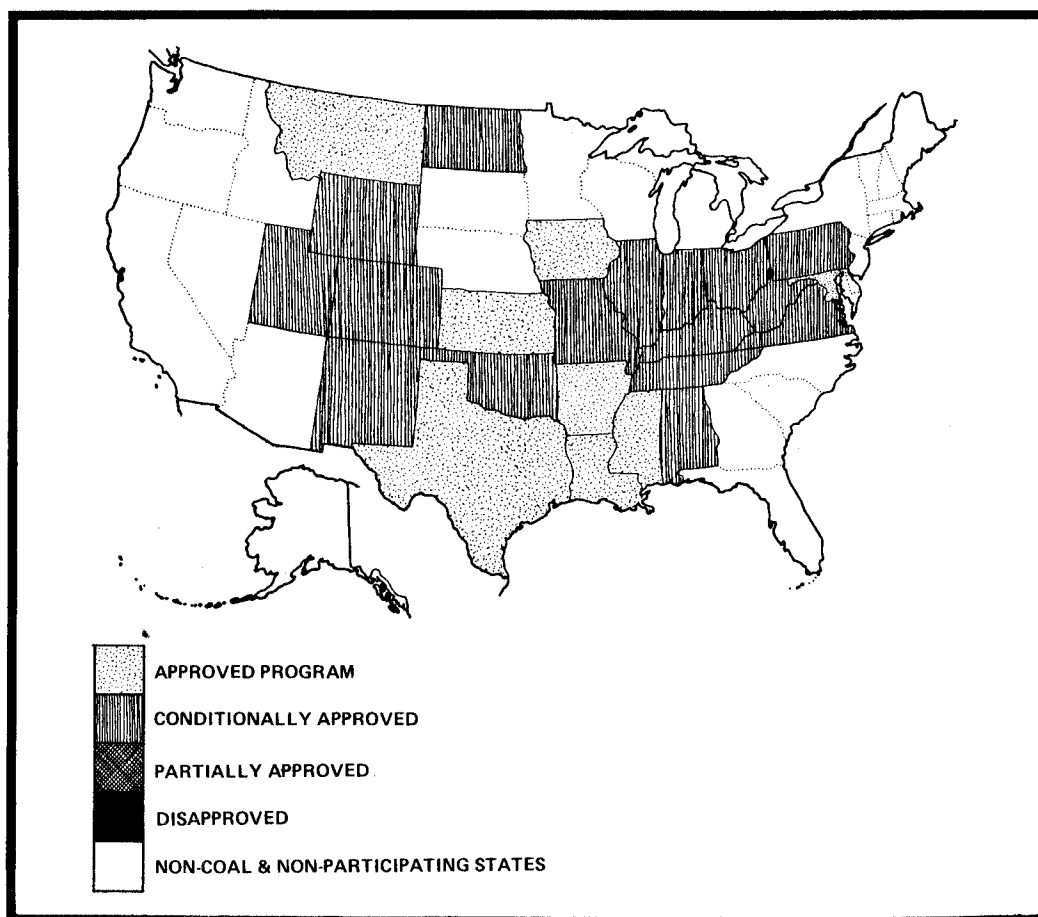 APPROVED PROGRAM
CONDITIONALLY APPROVED
PARTIALLY APPROVED
DISAPPROVED
NON-COAL & NON-PARTICIPATING STATES